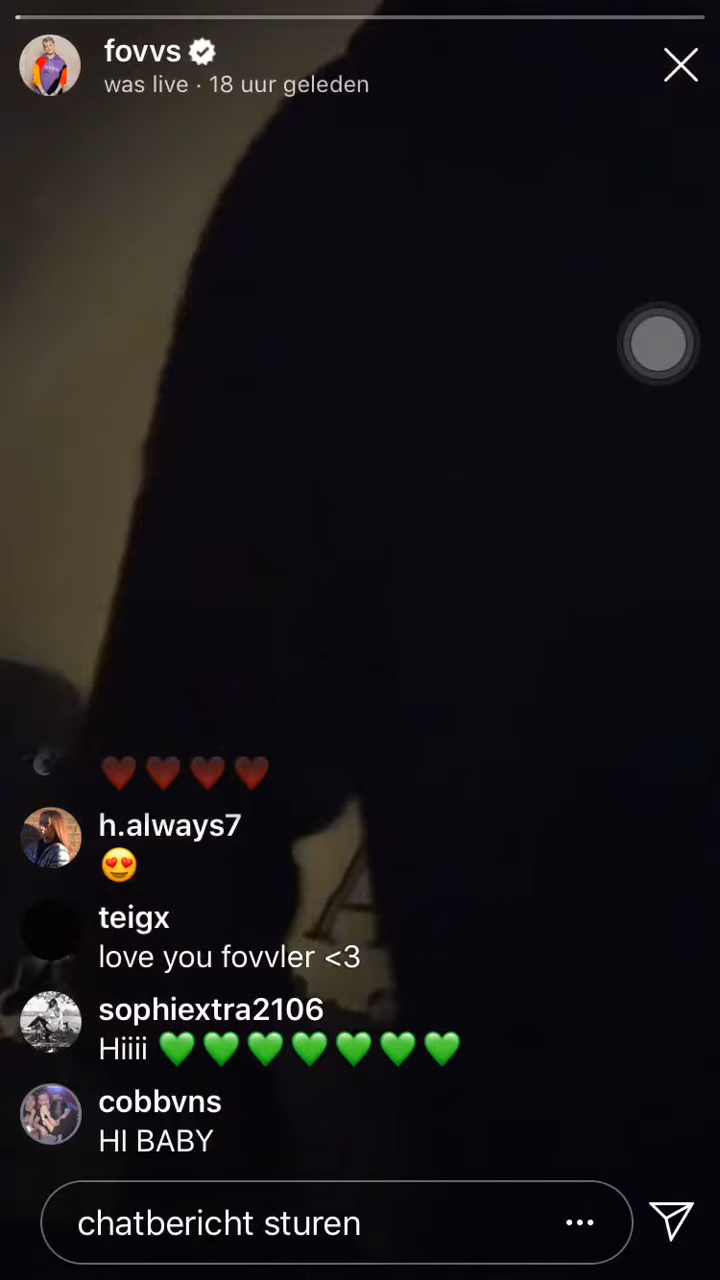 fovvs
was live · 18 uur geleden
❤️❤️❤️❤️
h.always7
😍
teigx
love you fovvler <3
sophiextra2106
Hiiii 💚💚💚💚💚💚💚
cobbvns
HI BABY
chatbericht sturen